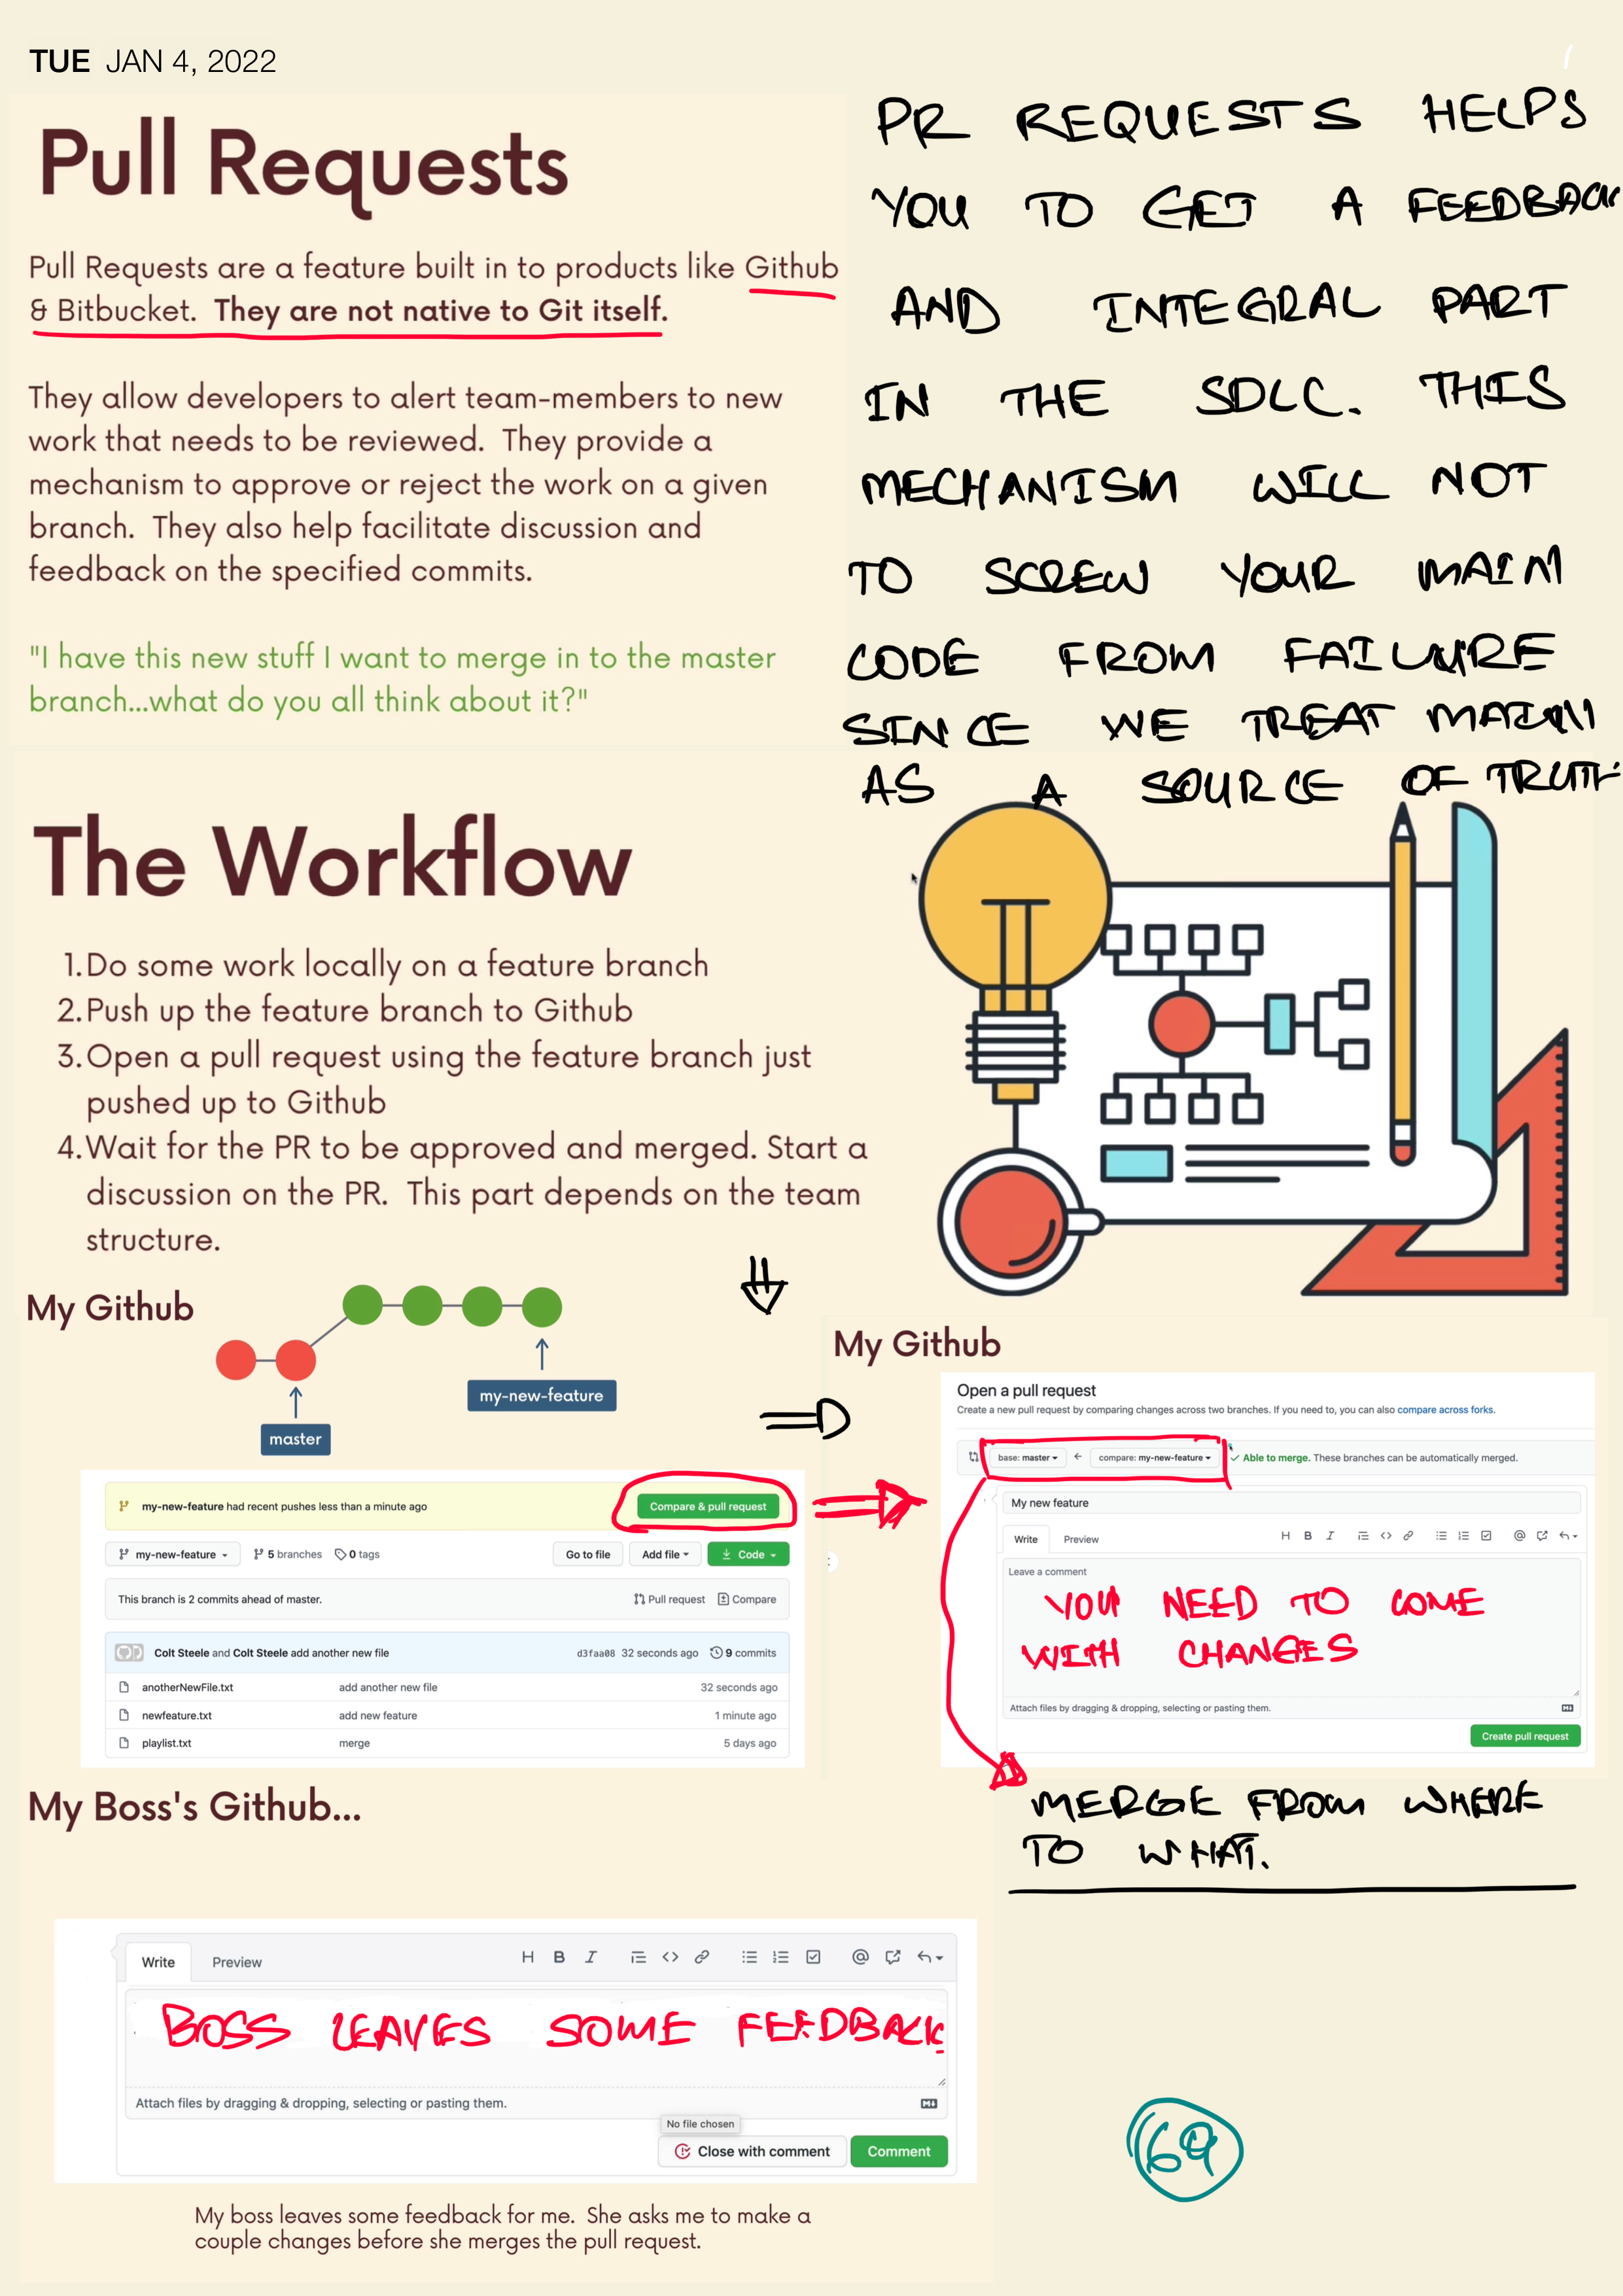 TUE JAN 4, 2022
Pull Requests
Pull Requests are a feature built in to products like Github
& Bitbucket. They are not native to Git itself.
They allow developers to alert team-members to new
work that needs to be reviewed. They provide a
mechanism to approve or reject the work on a given
branch. They also help facilitate discussion and
feedback on the specified commits.
"I have this new stuff I want to merge in to the master
branch...what do you all think about it?"
PR REQUESTS HELPS
YOU TO GET A FEEDBACK
AND INTEGRAL PART
IN THE SDLC. THIS
MECHANISM WILL NOT
TO SCREW YOUR MAIN
CODE FROM FAILURE
SINCE WE TREAT MAIN
AS A SOURCE OF TRUTH
The Workflow
1. Do some work locally on a feature branch
2. Push up the feature branch to Github
3. Open a pull request using the feature branch just
pushed up to Github
4. Wait for the PR to be approved and merged. Start a
discussion on the PR. This part depends on the team
structure.
My Github
my-new-feature
master
my-new-feature had recent pushes less than a minute ago
Compare & pull request
my-new-feature 5 branches 0 tags Go to file Add file Code
This branch is 2 commits ahead of master. Pull request Compare
Colt Steele and Colt Steele add another new file d3faa08 32 seconds ago 9 commits
anotherNewFile.txt add another new file 32 seconds ago
newfeature.txt add new feature 1 minute ago
playlist.txt merge 5 days ago
My Github
Open a pull request
Create a new pull request by comparing changes across two branches. If you need to, you can also compare across forks.
base: master compare: my-new-feature Able to merge. These branches can be automatically merged.
My new feature
Write Preview H B I
Leave a comment
YOU NEED TO COME
WITH CHANGES
Attach files by dragging & dropping, selecting or pasting them.
Create pull request
MERGE FROM WHERE
TO WHAT.
My Boss's Github...
Write Preview H B I
BOSS LEAVES SOME FEEDBACK
Attach files by dragging & dropping, selecting or pasting them.
No file chosen
Close with comment Comment
My boss leaves some feedback for me. She asks me to make a
couple changes before she merges the pull request.
69